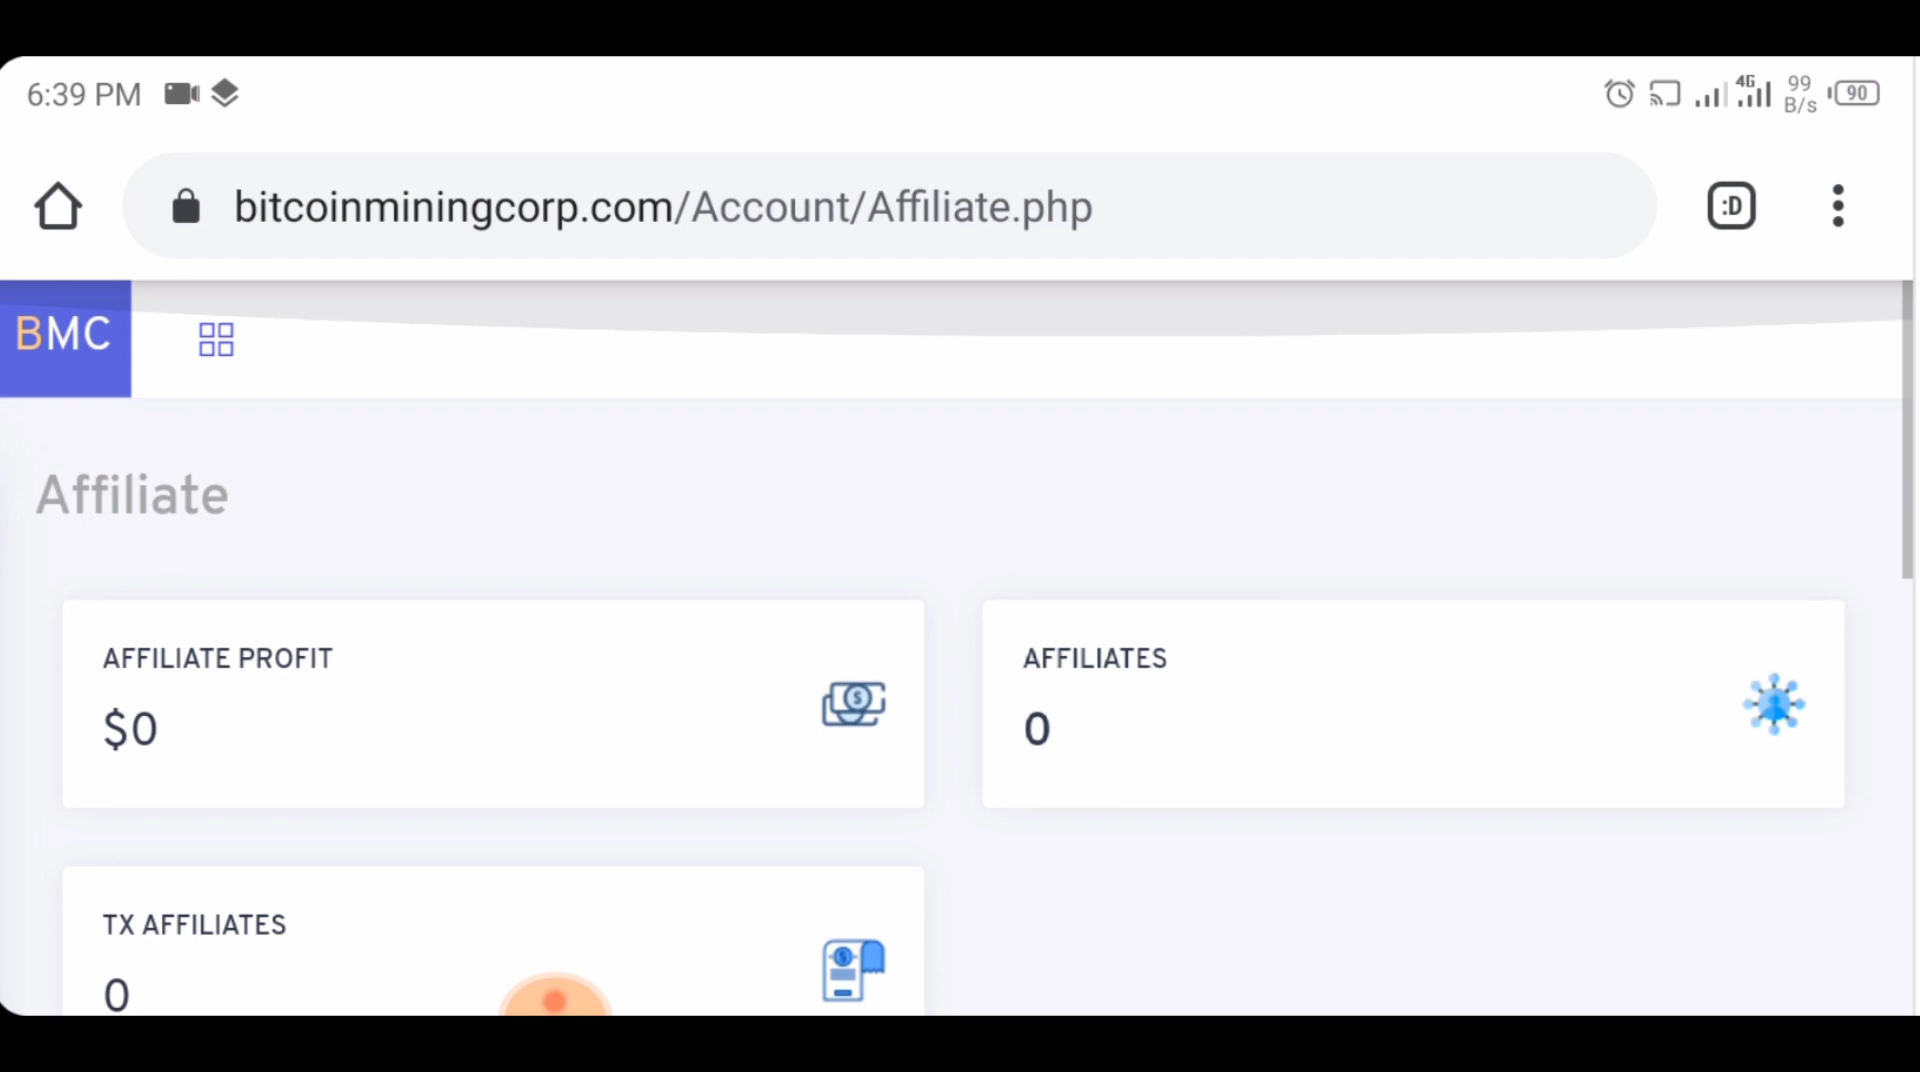 6:39 PM
4G 99 B/s 90
bitcoinminingcorp.com/Account/Affiliate.php
:D
BMC
Affiliate
AFFILIATE PROFIT
$0
AFFILIATES
0
TX AFFILIATES
0